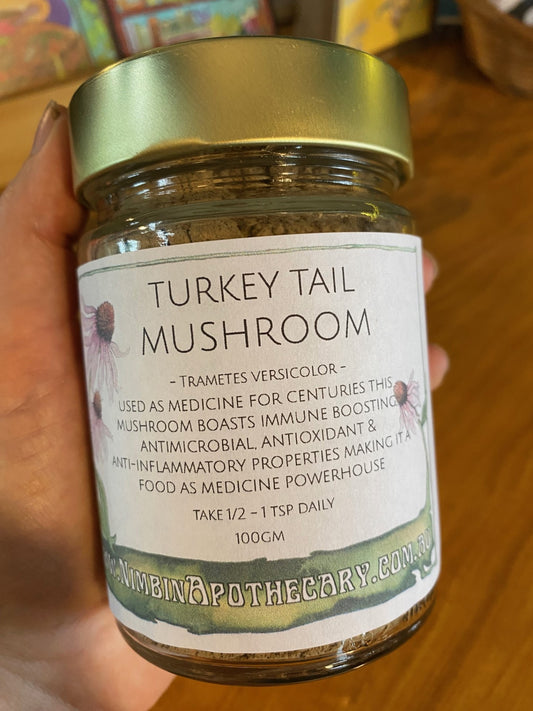 TURKEY TAIL
MUSHROOM
- TRAMETES VERSICOLOR -
USED AS MEDICINE FOR CENTURIES THIS
MUSHROOM BOASTS IMMUNE BOOSTING,
ANTIMICROBIAL, ANTIOXIDANT &
ANTI-INFLAMMATORY PROPERTIES MAKING IT A
FOOD AS MEDICINE POWERHOUSE
TAKE 1/2 - 1 TSP DAILY
100GM
.NIMBINAPOTHECARY.COM.AU